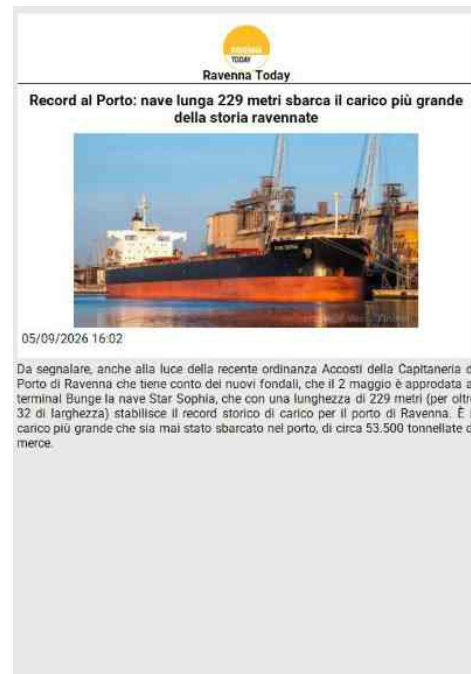 RAVENNA
TODAY
Ravenna Today
Record al Porto: nave lunga 229 metri sbarca il carico più grande
della storia ravennate
05/09/2026 16:02
Da segnalare, anche alla luce della recente ordinanza Accosti della Capitaneria d
Porto di Ravenna che tiene conto dei nuovi fondali, che il 2 maggio è approdata a
terminal Bunge la nave Star Sophia, che con una lunghezza di 229 metri (per oltre
32 di larghezza) stabilisce il record storico di carico per il porto di Ravenna. È i
carico più grande che sia mai stato sbarcato nel porto, di circa 53.500 tonnellate d
merce.